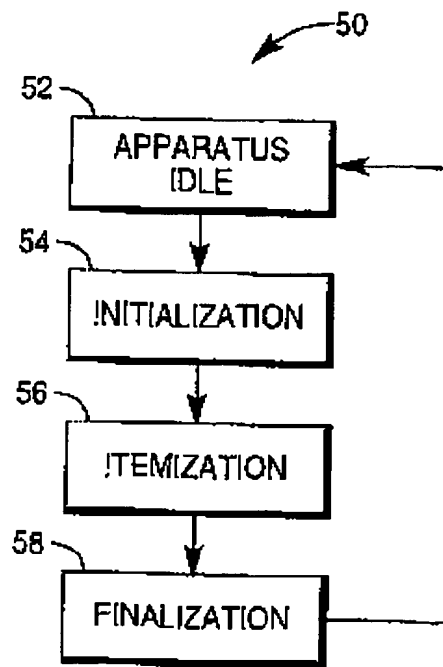 50
52
APPARATUS
IDLE
54
INITIALIZATION
56
ITEMIZATION
58
FINALIZATION